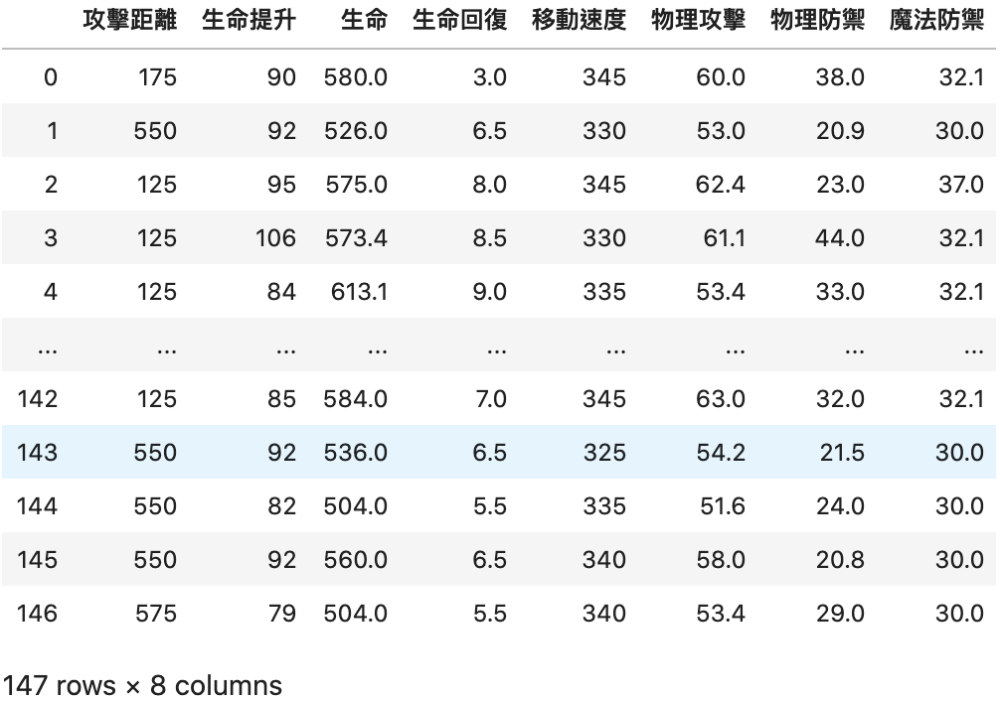 攻擊距離 生命提升 生命 生命回復 移動速度 物理攻擊 物理防禦 魔法防禦
0 175 90 580.0 3.0 345 60.0 38.0 32.1
1 550 92 526.0 6.5 330 53.0 20.9 30.0
2 125 95 575.0 8.0 345 62.4 23.0 37.0
3 125 106 573.4 8.5 330 61.1 44.0 32.1
4 125 84 613.1 9.0 335 53.4 33.0 32.1
... ... ... ... ... ... ... ... ...
142 125 85 584.0 7.0 345 63.0 32.0 32.1
143 550 92 536.0 6.5 325 54.2 21.5 30.0
144 550 82 504.0 5.5 335 51.6 24.0 30.0
145 550 92 560.0 6.5 340 58.0 20.8 30.0
146 575 79 504.0 5.5 340 53.4 29.0 30.0
147 rows × 8 columns